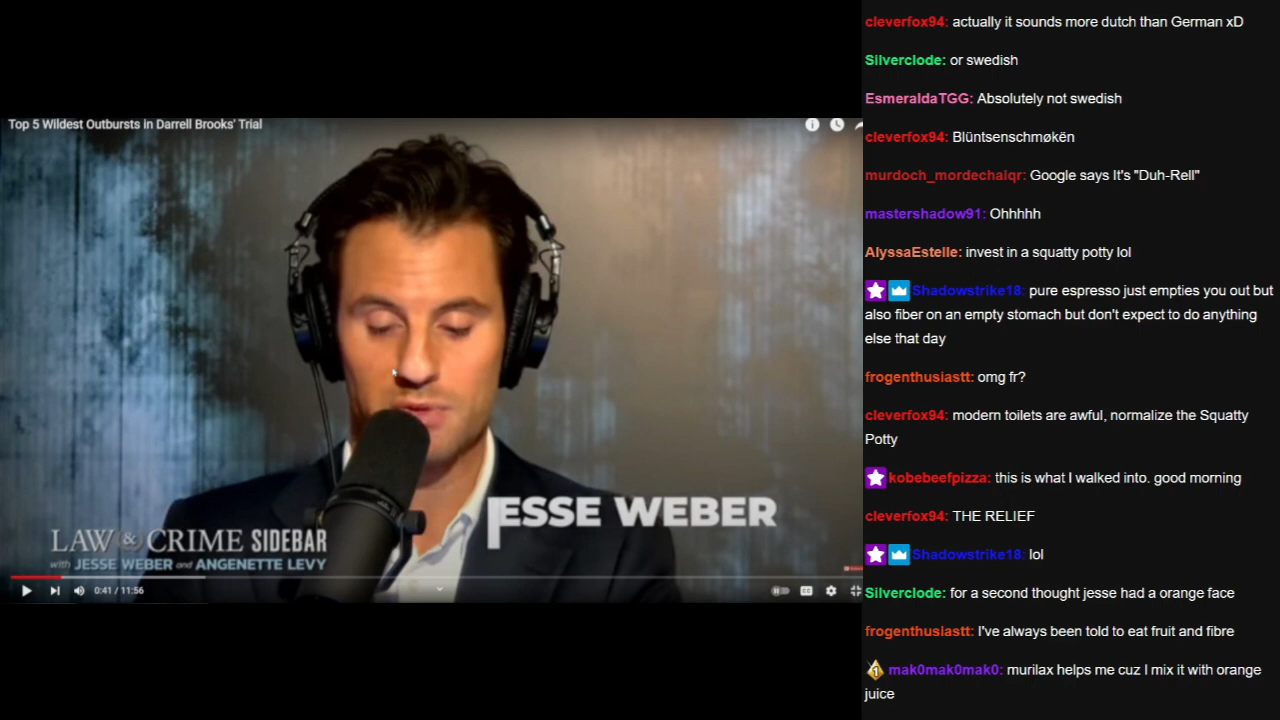 Top 5 Wildest Outbursts in Darrell Brooks' Trial
JESSE WEBER
LAW & CRIME SIDEBAR
with JESSE WEBER and ANGENETTE LEVY
0:41 / 11:56
cleverfox94: actually it sounds more dutch than German xD
Silverclode: or swedish
EsmeraldaTGG: Absolutely not swedish
cleverfox94: Blüntsenschmøkën
murdoch_mordechaiqr: Google says It's "Duh-Rell"
mastershadow91: Ohhhhh
AlyssaEstelle: invest in a squatty potty lol
Shadowstrike18: pure espresso just empties you out but
also fiber on an empty stomach but don't expect to do anything
else that day
frogenthusiastt: omg fr?
cleverfox94: modern toilets are awful, normalize the Squatty
Potty
kobebeefpizza: this is what I walked into. good morning
cleverfox94: THE RELIEF
Shadowstrike18: lol
Silverclode: for a second thought jesse had a orange face
frogenthusiastt: I've always been told to eat fruit and fibre
1 mak0mak0mak0: murilax helps me cuz I mix it with orange
juice